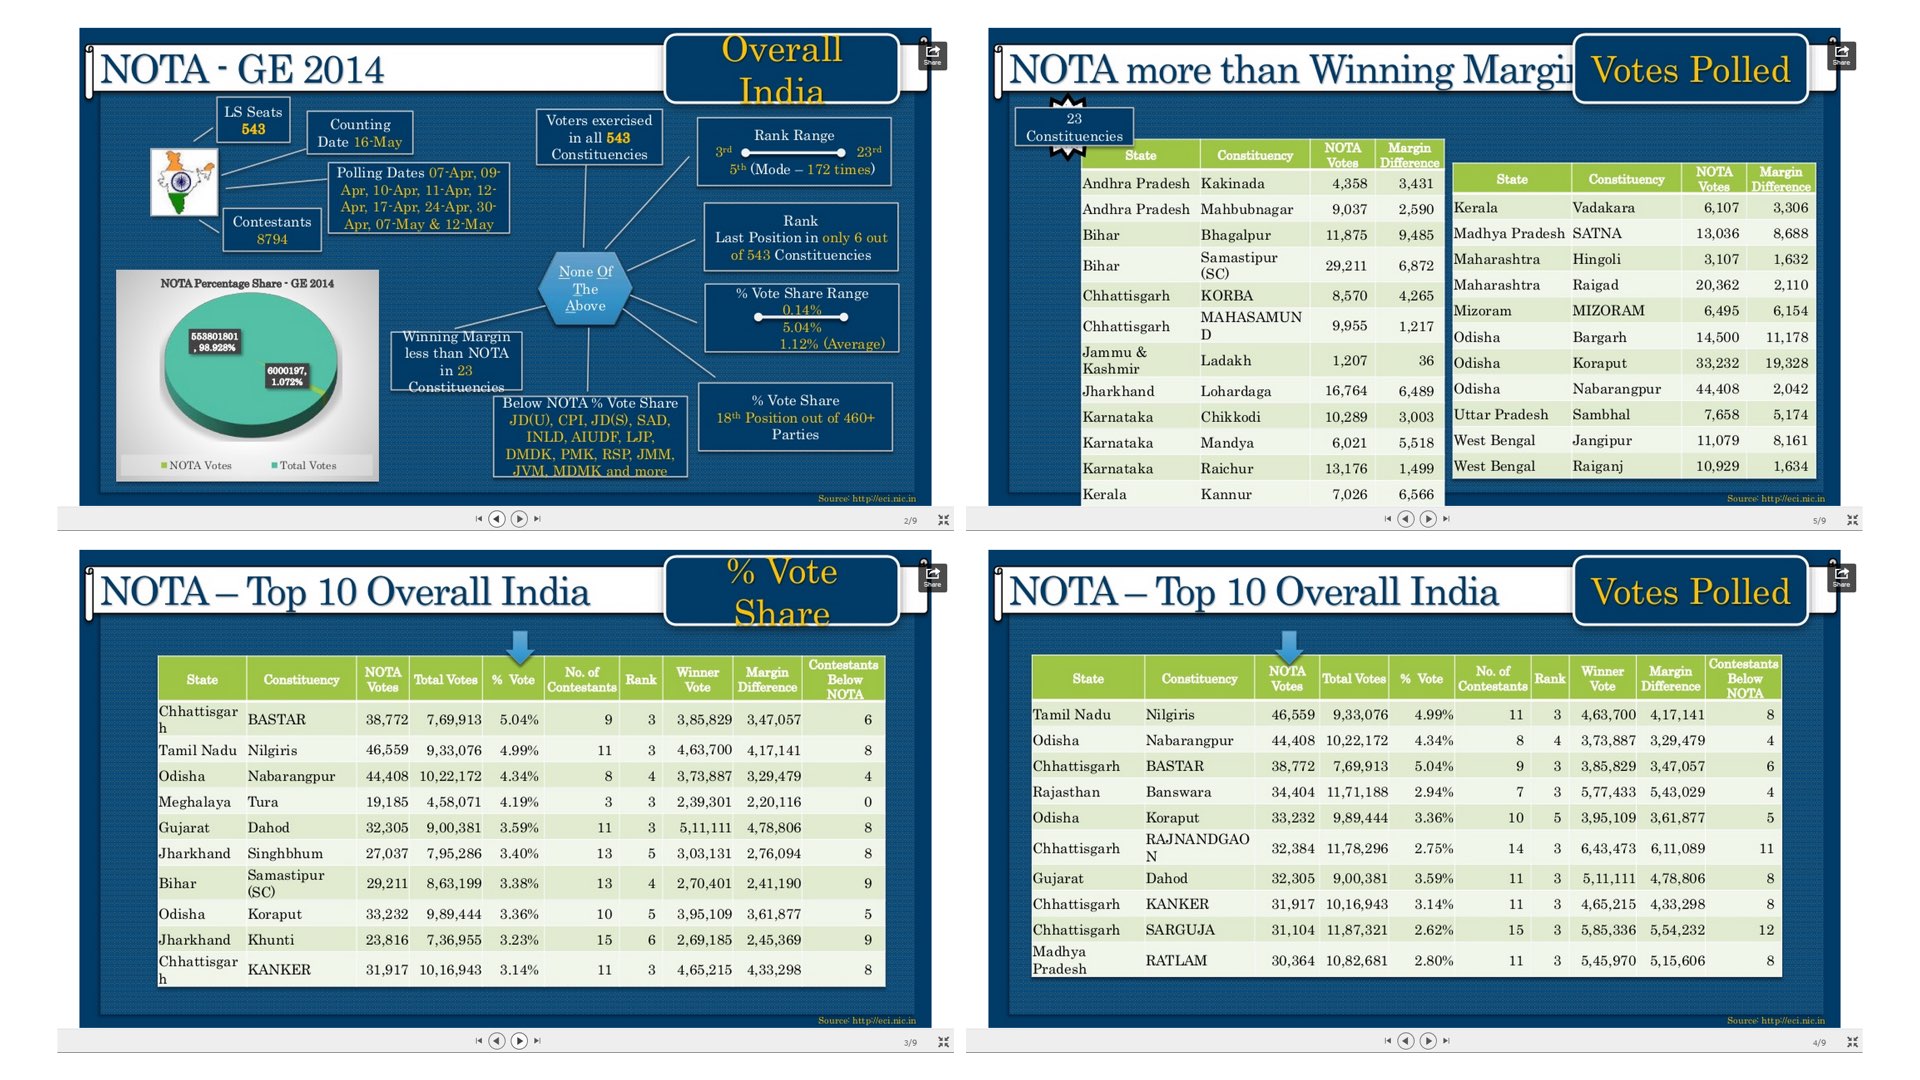 NOTA - GE 2014
Overall
India
Share
LS Seats
543
Counting
Date 16-May
Polling Dates 07-Apr, 09-
Apr, 10-Apr, 11-Apr, 12-
Apr, 17-Apr, 24-Apr, 30-
Apr, 07-May & 12-May
Contestants
8794
Voters exercised
in all 543
Constituencies
Rank Range
3rd 23rd
5th (Mode – 172 times)
Rank
Last Position in only 6 out
of 543 Constituencies
None Of
The
Above
% Vote Share Range
0.14%
5.04%
1.12% (Average)
Winning Margin
less than NOTA
in 23
Constituencies
Below NOTA % Vote Share
JD(U), CPI, JD(S), SAD,
INLD, AIUDF, LJP,
DMDK, PMK, RSP, JMM,
JVM, MDMK and more
% Vote Share
18th Position out of 460+
Parties
NOTA Percentage Share - GE 2014
553801801
, 98.928%
6000197,
1.072%
NOTA Votes Total Votes
Source: http://eci.nic.in
2/9
NOTA more than Winning Margin
Votes Polled
Share
23
Constituencies
State Constituency NOTA Votes Margin Difference
Andhra Pradesh Kakinada 4,358 3,431
Andhra Pradesh Mahbubnagar 9,037 2,590
Bihar Bhagalpur 11,875 9,485
Bihar Samastipur (SC) 29,211 6,872
Chhattisgarh KORBA 8,570 4,265
Chhattisgarh MAHASAMUND 9,955 1,217
Jammu & Kashmir Ladakh 1,207 36
Jharkhand Lohardaga 16,764 6,489
Karnataka Chikkodi 10,289 3,003
Karnataka Mandya 6,021 5,518
Karnataka Raichur 13,176 1,499
Kerala Kannur 7,026 6,566
State Constituency NOTA Votes Margin Difference
Kerala Vadakara 6,107 3,306
Madhya Pradesh SATNA 13,036 8,688
Maharashtra Hingoli 3,107 1,632
Maharashtra Raigad 20,362 2,110
Mizoram MIZORAM 6,495 6,154
Odisha Bargarh 14,500 11,178
Odisha Koraput 33,232 19,328
Odisha Nabarangpur 44,408 2,042
Uttar Pradesh Sambhal 7,658 5,174
West Bengal Jangipur 11,079 8,161
West Bengal Raiganj 10,929 1,634
Source: http://eci.nic.in
5/9
NOTA – Top 10 Overall India
% Vote
Share
Share
State Constituency NOTA Votes Total Votes % Vote No. of Contestants Rank Winner Vote Margin Difference Contestants Below NOTA
Chhattisgarh BASTAR 38,772 7,69,913 5.04% 9 3 3,85,829 3,47,057 6
Tamil Nadu Nilgiris 46,559 9,33,076 4.99% 11 3 4,63,700 4,17,141 8
Odisha Nabarangpur 44,408 10,22,172 4.34% 8 4 3,73,887 3,29,479 4
Meghalaya Tura 19,185 4,58,071 4.19% 3 3 2,39,301 2,20,116 0
Gujarat Dahod 32,305 9,00,381 3.59% 11 3 5,11,111 4,78,806 8
Jharkhand Singhbhum 27,037 7,95,286 3.40% 13 5 3,03,131 2,76,094 8
Bihar Samastipur (SC) 29,211 8,63,199 3.38% 13 4 2,70,401 2,41,190 9
Odisha Koraput 33,232 9,89,444 3.36% 10 5 3,95,109 3,61,877 5
Jharkhand Khunti 23,816 7,36,955 3.23% 15 6 2,69,185 2,45,369 9
Chhattisgarh KANKER 31,917 10,16,943 3.14% 11 3 4,65,215 4,33,298 8
Source: http://eci.nic.in
3/9
NOTA – Top 10 Overall India
Votes Polled
Share
State Constituency NOTA Votes Total Votes % Vote No. of Contestants Rank Winner Vote Margin Difference Contestants Below NOTA
Tamil Nadu Nilgiris 46,559 9,33,076 4.99% 11 3 4,63,700 4,17,141 8
Odisha Nabarangpur 44,408 10,22,172 4.34% 8 4 3,73,887 3,29,479 4
Chhattisgarh BASTAR 38,772 7,69,913 5.04% 9 3 3,85,829 3,47,057 6
Rajasthan Banswara 34,404 11,71,188 2.94% 7 3 5,77,433 5,43,029 4
Odisha Koraput 33,232 9,89,444 3.36% 10 5 3,95,109 3,61,877 5
Chhattisgarh RAJNANDGAON 32,384 11,78,296 2.75% 14 3 6,43,473 6,11,089 11
Gujarat Dahod 32,305 9,00,381 3.59% 11 3 5,11,111 4,78,806 8
Chhattisgarh KANKER 31,917 10,16,943 3.14% 11 3 4,65,215 4,33,298 8
Chhattisgarh SARGUJA 31,104 11,87,321 2.62% 15 3 5,85,336 5,54,232 12
Madhya Pradesh RATLAM 30,364 10,82,681 2.80% 11 3 5,45,970 5,15,606 8
Source: http://eci.nic.in
4/9